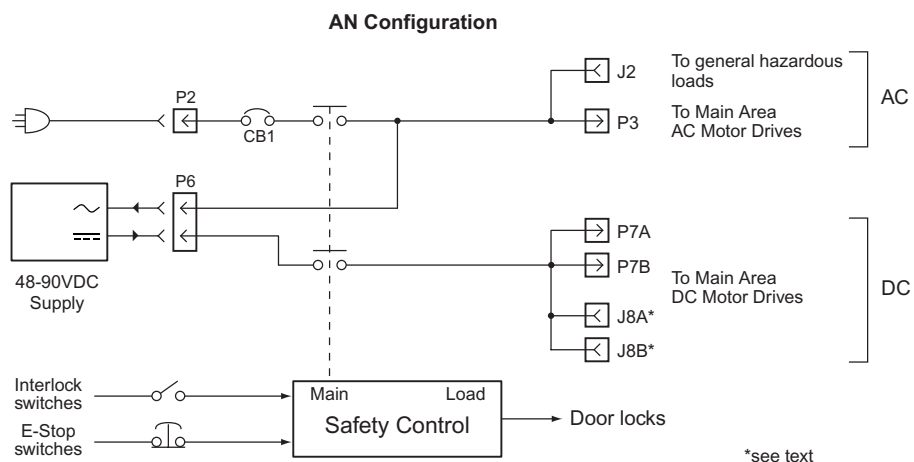 AN Configuration
J2
To general hazardous
loads
AC
P2
CB1
P3
To Main Area
AC Motor Drives
P6
48-90VDC
Supply
P7A
P7B
To Main Area
DC Motor Drives
DC
J8A*
J8B*
Interlock
switches
E-Stop
switches
Main
Load
Safety Control
Door locks
*see text